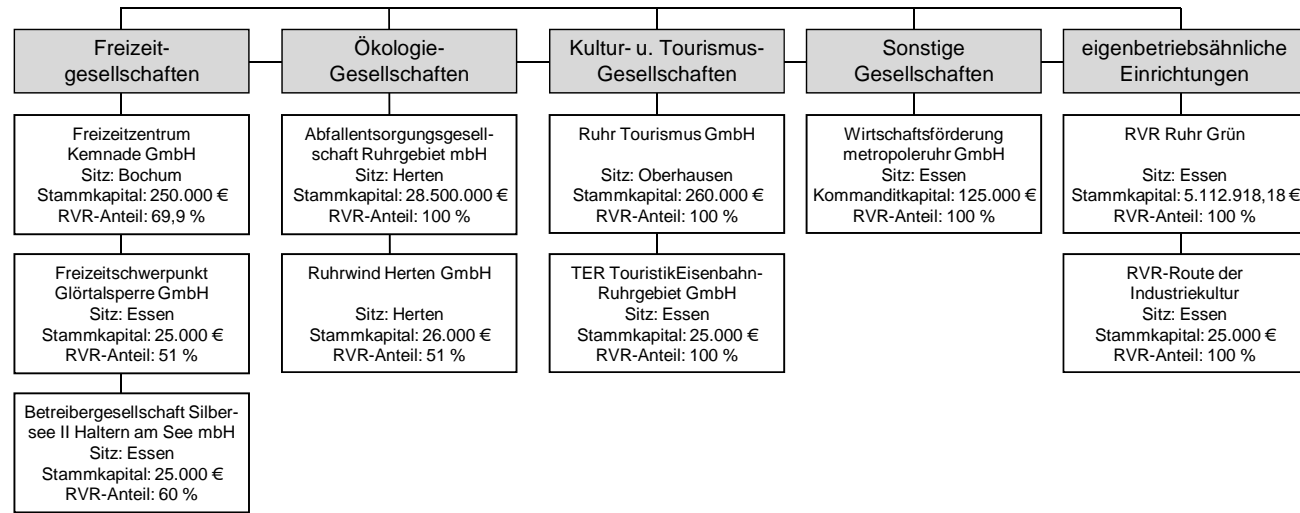 Freizeit-
gesellschaften
Ökologie-
Gesellschaften
Kultur- u. Tourismus-
Gesellschaften
Sonstige
Gesellschaften
eigenbetriebsähnliche
Einrichtungen
Freizeitzentrum
Kemnade GmbH
Sitz: Bochum
Stammkapital: 250.000 €
RVR-Anteil: 69,9 %
Abfallentsorgungsgesell-
schaft Ruhrgebiet mbH
Sitz: Herten
Stammkapital: 28.500.000 €
RVR-Anteil: 100 %
Ruhr Tourismus GmbH
Sitz: Oberhausen
Stammkapital: 260.000 €
RVR-Anteil: 100 %
Wirtschaftsförderung
metropoleruhr GmbH
Sitz: Essen
Kommanditkapital: 125.000 €
RVR-Anteil: 100 %
RVR Ruhr Grün
Sitz: Essen
Stammkapital: 5.112.918,18 €
RVR-Anteil: 100 %
Freizeitschwerpunkt
Glörtalsperre GmbH
Sitz: Essen
Stammkapital: 25.000 €
RVR-Anteil: 51 %
Ruhrwind Herten GmbH
Sitz: Herten
Stammkapital: 26.000 €
RVR-Anteil: 51 %
TER TouristikEisenbahn-
Ruhrgebiet GmbH
Sitz: Essen
Stammkapital: 25.000 €
RVR-Anteil: 100 %
RVR-Route der
Industriekultur
Sitz: Essen
Stammkapital: 25.000 €
RVR-Anteil: 100 %
Betreibergesellschaft Silber-
see II Haltern am See mbH
Sitz: Essen
Stammkapital: 25.000 €
RVR-Anteil: 60 %